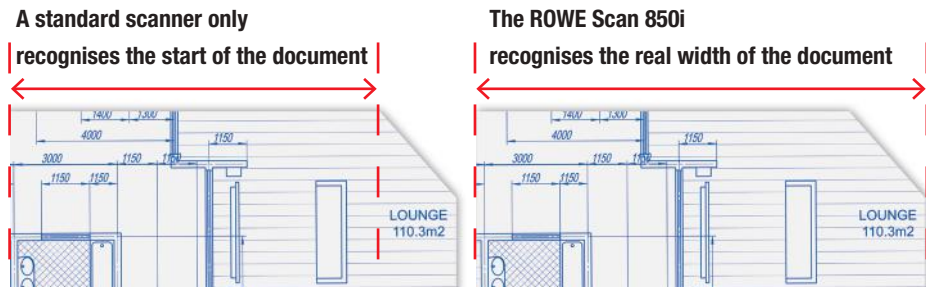 A standard scanner only
recognises the start of the document
The ROWE Scan 850i
recognises the real width of the document
1400 1300
4000
1150
3000 1150 1150
1150 1150
LOUNGE
110.3m2
1400 1300
4000
1150
3000 1150 1150
1150 1150
LOUNGE
110.3m2